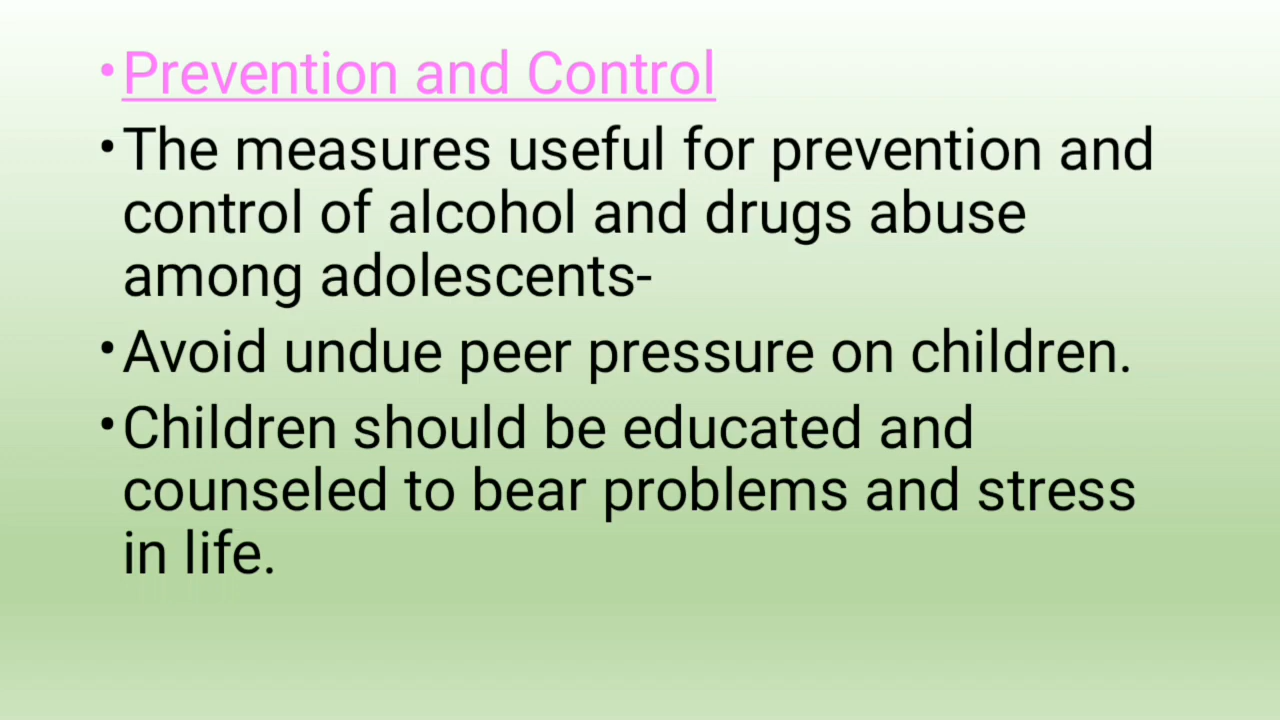 •Prevention and Control
•The measures useful for prevention and
control of alcohol and drugs abuse
among adolescents-
•Avoid undue peer pressure on children.
•Children should be educated and
counseled to bear problems and stress
in life.